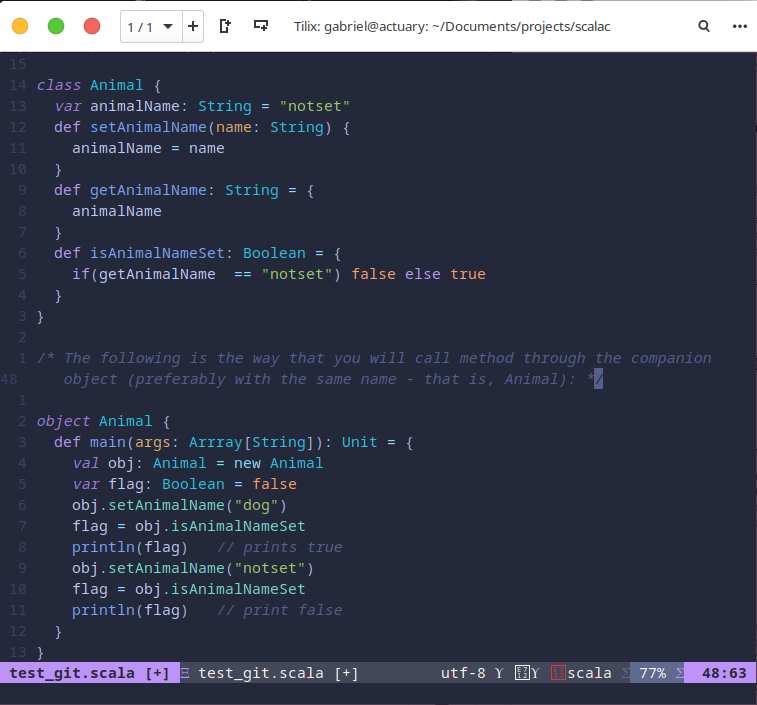 1 / 1
Tilix: gabriel@actuary: ~/Documents/projects/scalac
15
14 class Animal {
13   var animalName: String = "notset"
12   def setAnimalName(name: String) {
11     animalName = name
10   }
9   def getAnimalName: String = {
8     animalName
7   }
6   def isAnimalNameSet: Boolean = {
5     if(getAnimalName  == "notset") false else true
4   }
3 }
2
1 /* The following is the way that you will call method through the companion
48    object (preferably with the same name - that is, Animal): */
1
2 object Animal {
3   def main(args: Arrray[String]): Unit = {
4     val obj: Animal = new Animal
5     var flag: Boolean = false
6     obj.setAnimalName("dog")
7     flag = obj.isAnimalNameSet
8     println(flag)   // prints true
9     obj.setAnimalName("notset")
10     flag = obj.isAnimalNameSet
11     println(flag)   // print false
12   }
13 }
test_git.scala [+] Ξ test_git.scala [+] utf-8 scala 77% 48:63